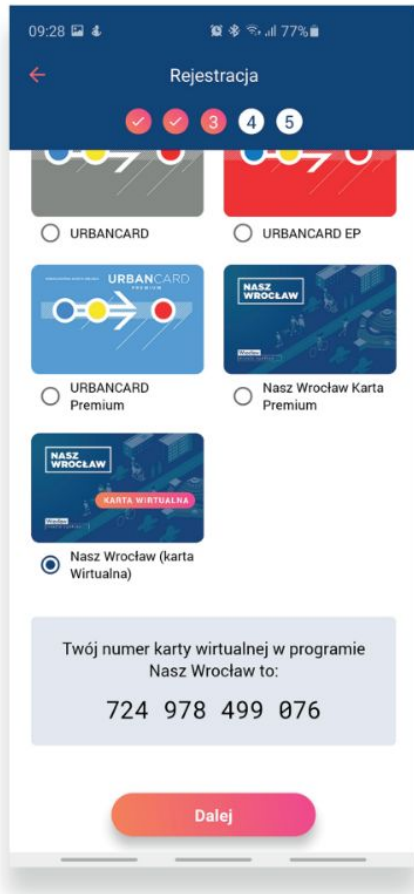 09:28 77%
Rejestracja
3 4 5
URBANCARD
URBANCARD EP
URBANCARD
PREMIUM
NASZ
WROCŁAW
URBANCARD
Premium
Nasz Wrocław Karta
Premium
NASZ
WROCŁAW
KARTA WIRTUALNA
Nasz Wrocław (karta
Wirtualna)
Twój numer karty wirtualnej w programie
Nasz Wrocław to:
724 978 499 076
Dalej